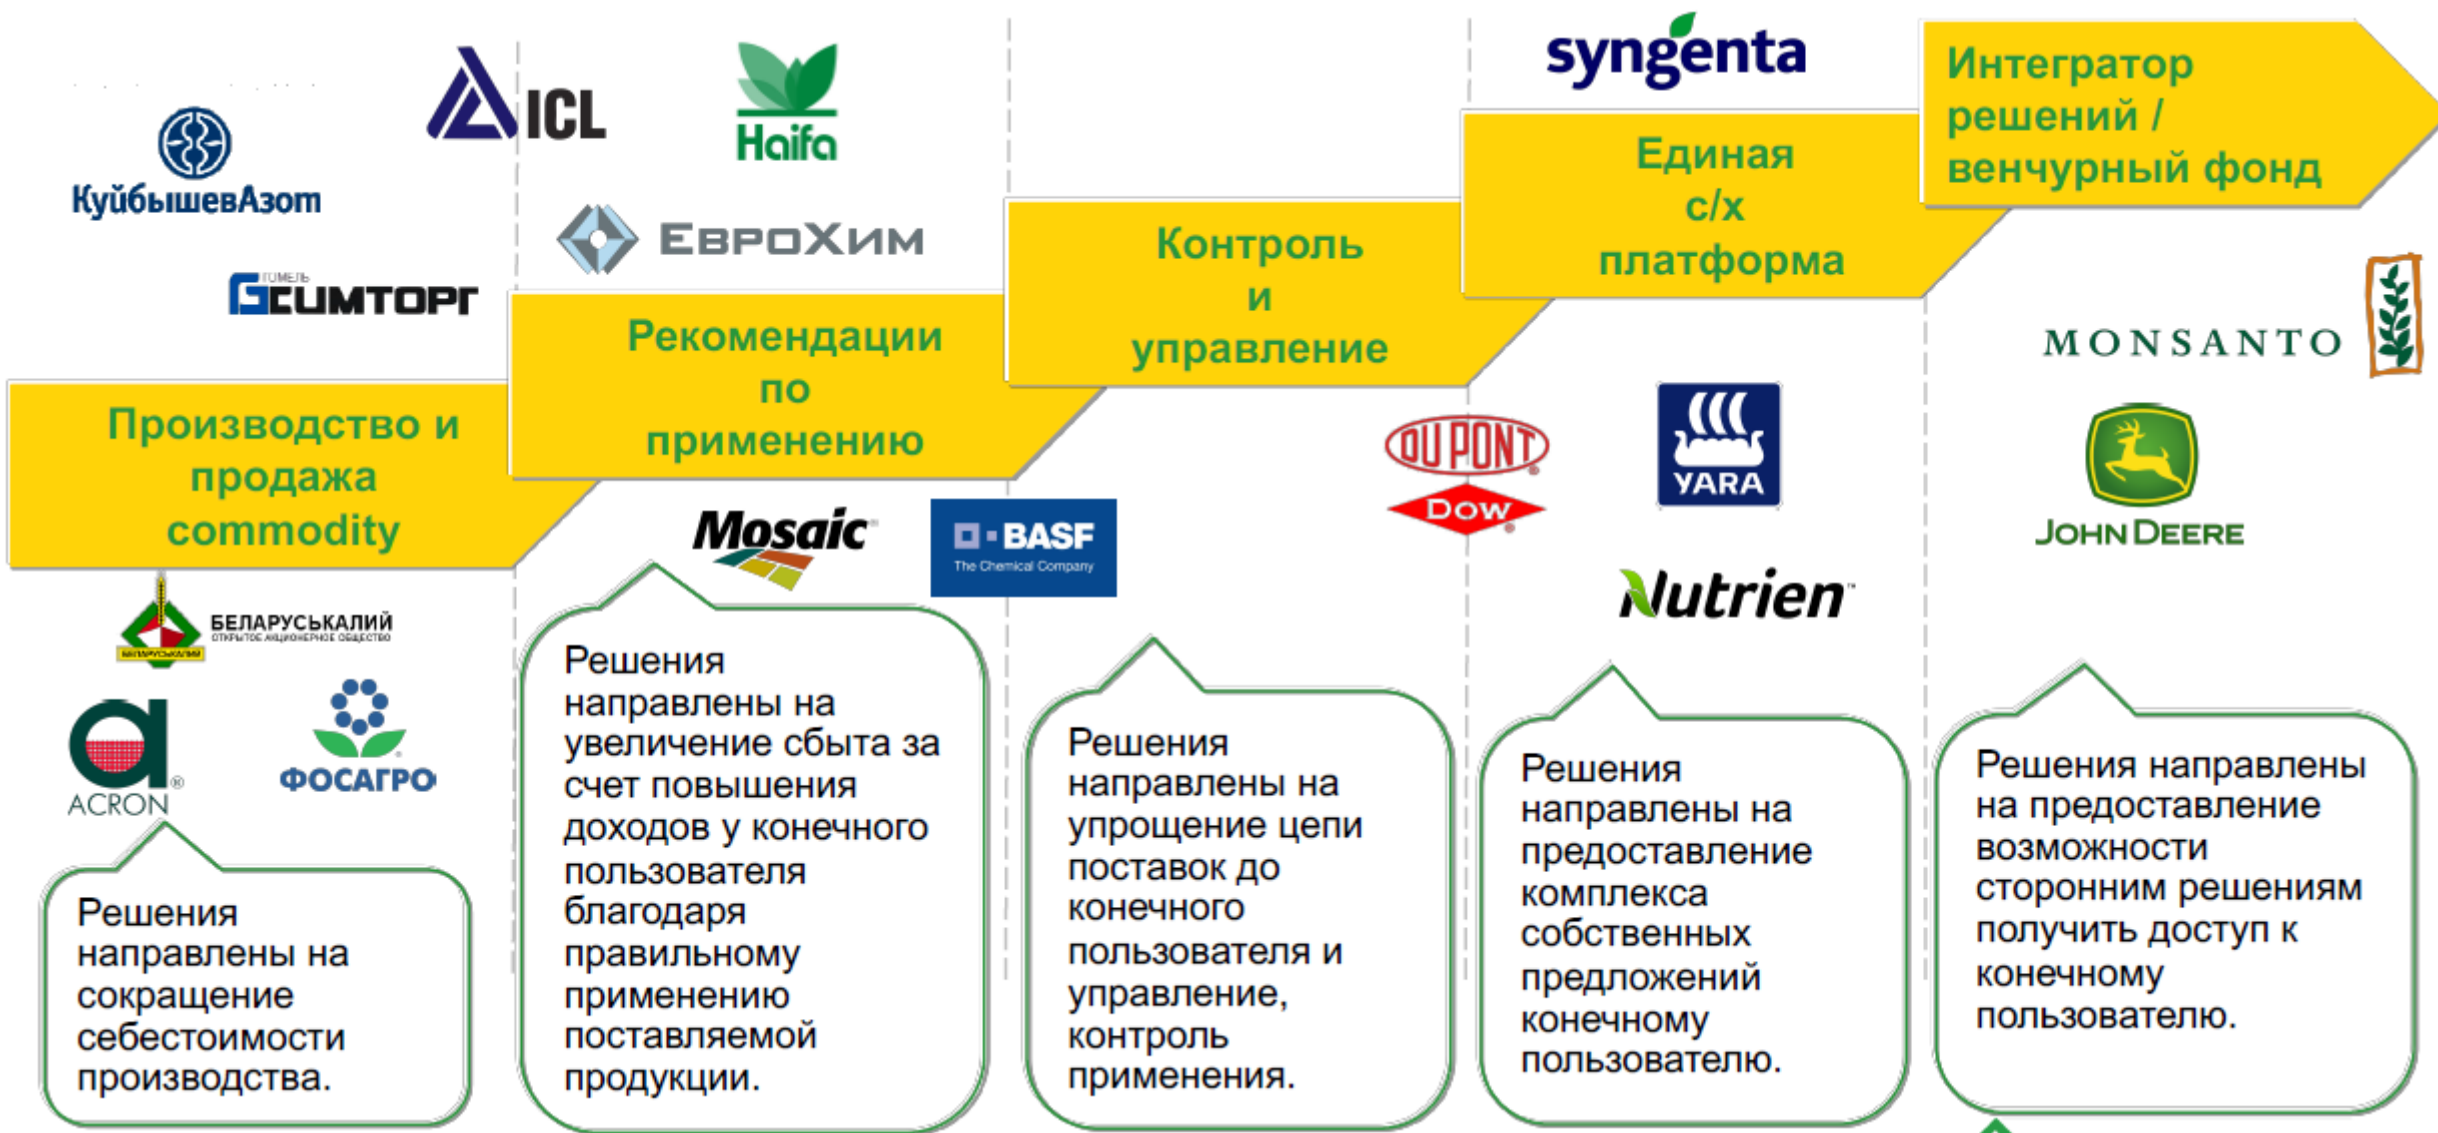 КуйбышевАзот
ICL
Haifa
ЕвроХим
ГОМЕЛЬ
СИМТОРГ
syngenta
Интегратор
решений /
венчурный фонд
Единая
с/х
платформа
Контроль
и
управление
Рекомендации
по
применению
Производство и
продажа
commodity
MONSANTO
JOHN DEERE
YARA
Nutrien™
DU PONT®
DOW®
Mosaic®
BASF
The Chemical Company
БЕЛАРУСЬКАЛИЙ
ОТКРЫТОЕ АКЦИОНЕРНОЕ ОБЩЕСТВО
БЕЛАРУСЬКАЛИЙ
ACRON®
ФОСАГРО®
Решения
направлены на
сокращение
себестоимости
производства.
Решения
направлены на
увеличение сбыта за
счет повышения
доходов у конечного
пользователя
благодаря
правильному
применению
поставляемой
продукции.
Решения
направлены на
упрощение цепи
поставок до
конечного
пользователя и
управление,
контроль
применения.
Решения
направлены на
предоставление
комплекса
собственных
предложений
конечному
пользователю.
Решения направлены
на предоставление
возможности
сторонним решениям
получить доступ к
конечному
пользователю.